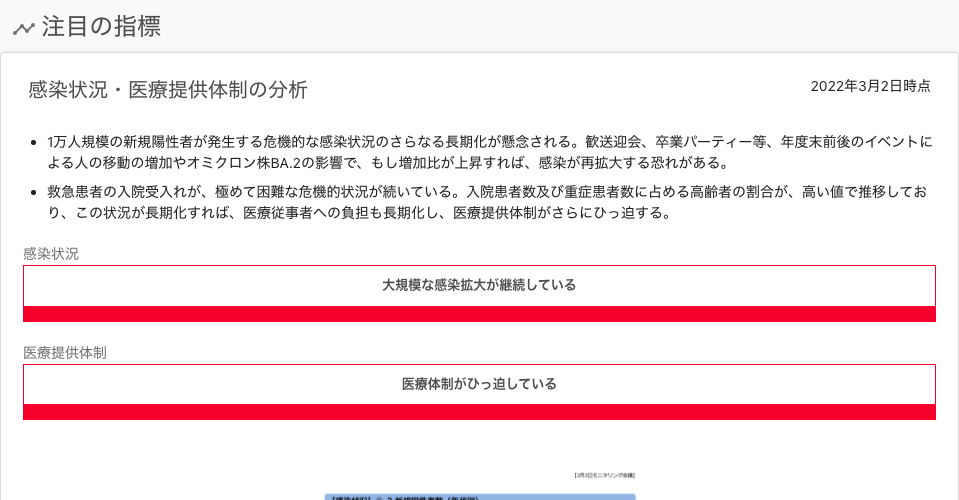 注目の指標
感染状況・医療提供体制の分析
2022年3月2日時点
• 1万人規模の新規陽性者が発生する危機的な感染状況のさらなる長期化が懸念される。歓送迎会、卒業パーティー等、年度末前後のイベントに
よる人の移動の増加やオミクロン株BA.2の影響で、もし増加比が上昇すれば、感染が再拡大する恐れがある。
• 救急患者の入院受入れが、極めて困難な危機的状況が続いている。入院患者数及び重症患者数に占める高齢者の割合が、高い値で推移してお
り、この状況が長期化すれば、医療従事者への負担も長期化し、医療提供体制がさらにひっ迫する。
感染状況
大規模な感染拡大が継続している
医療提供体制
医療体制がひっ迫している
【3月3日モニタリング会議】